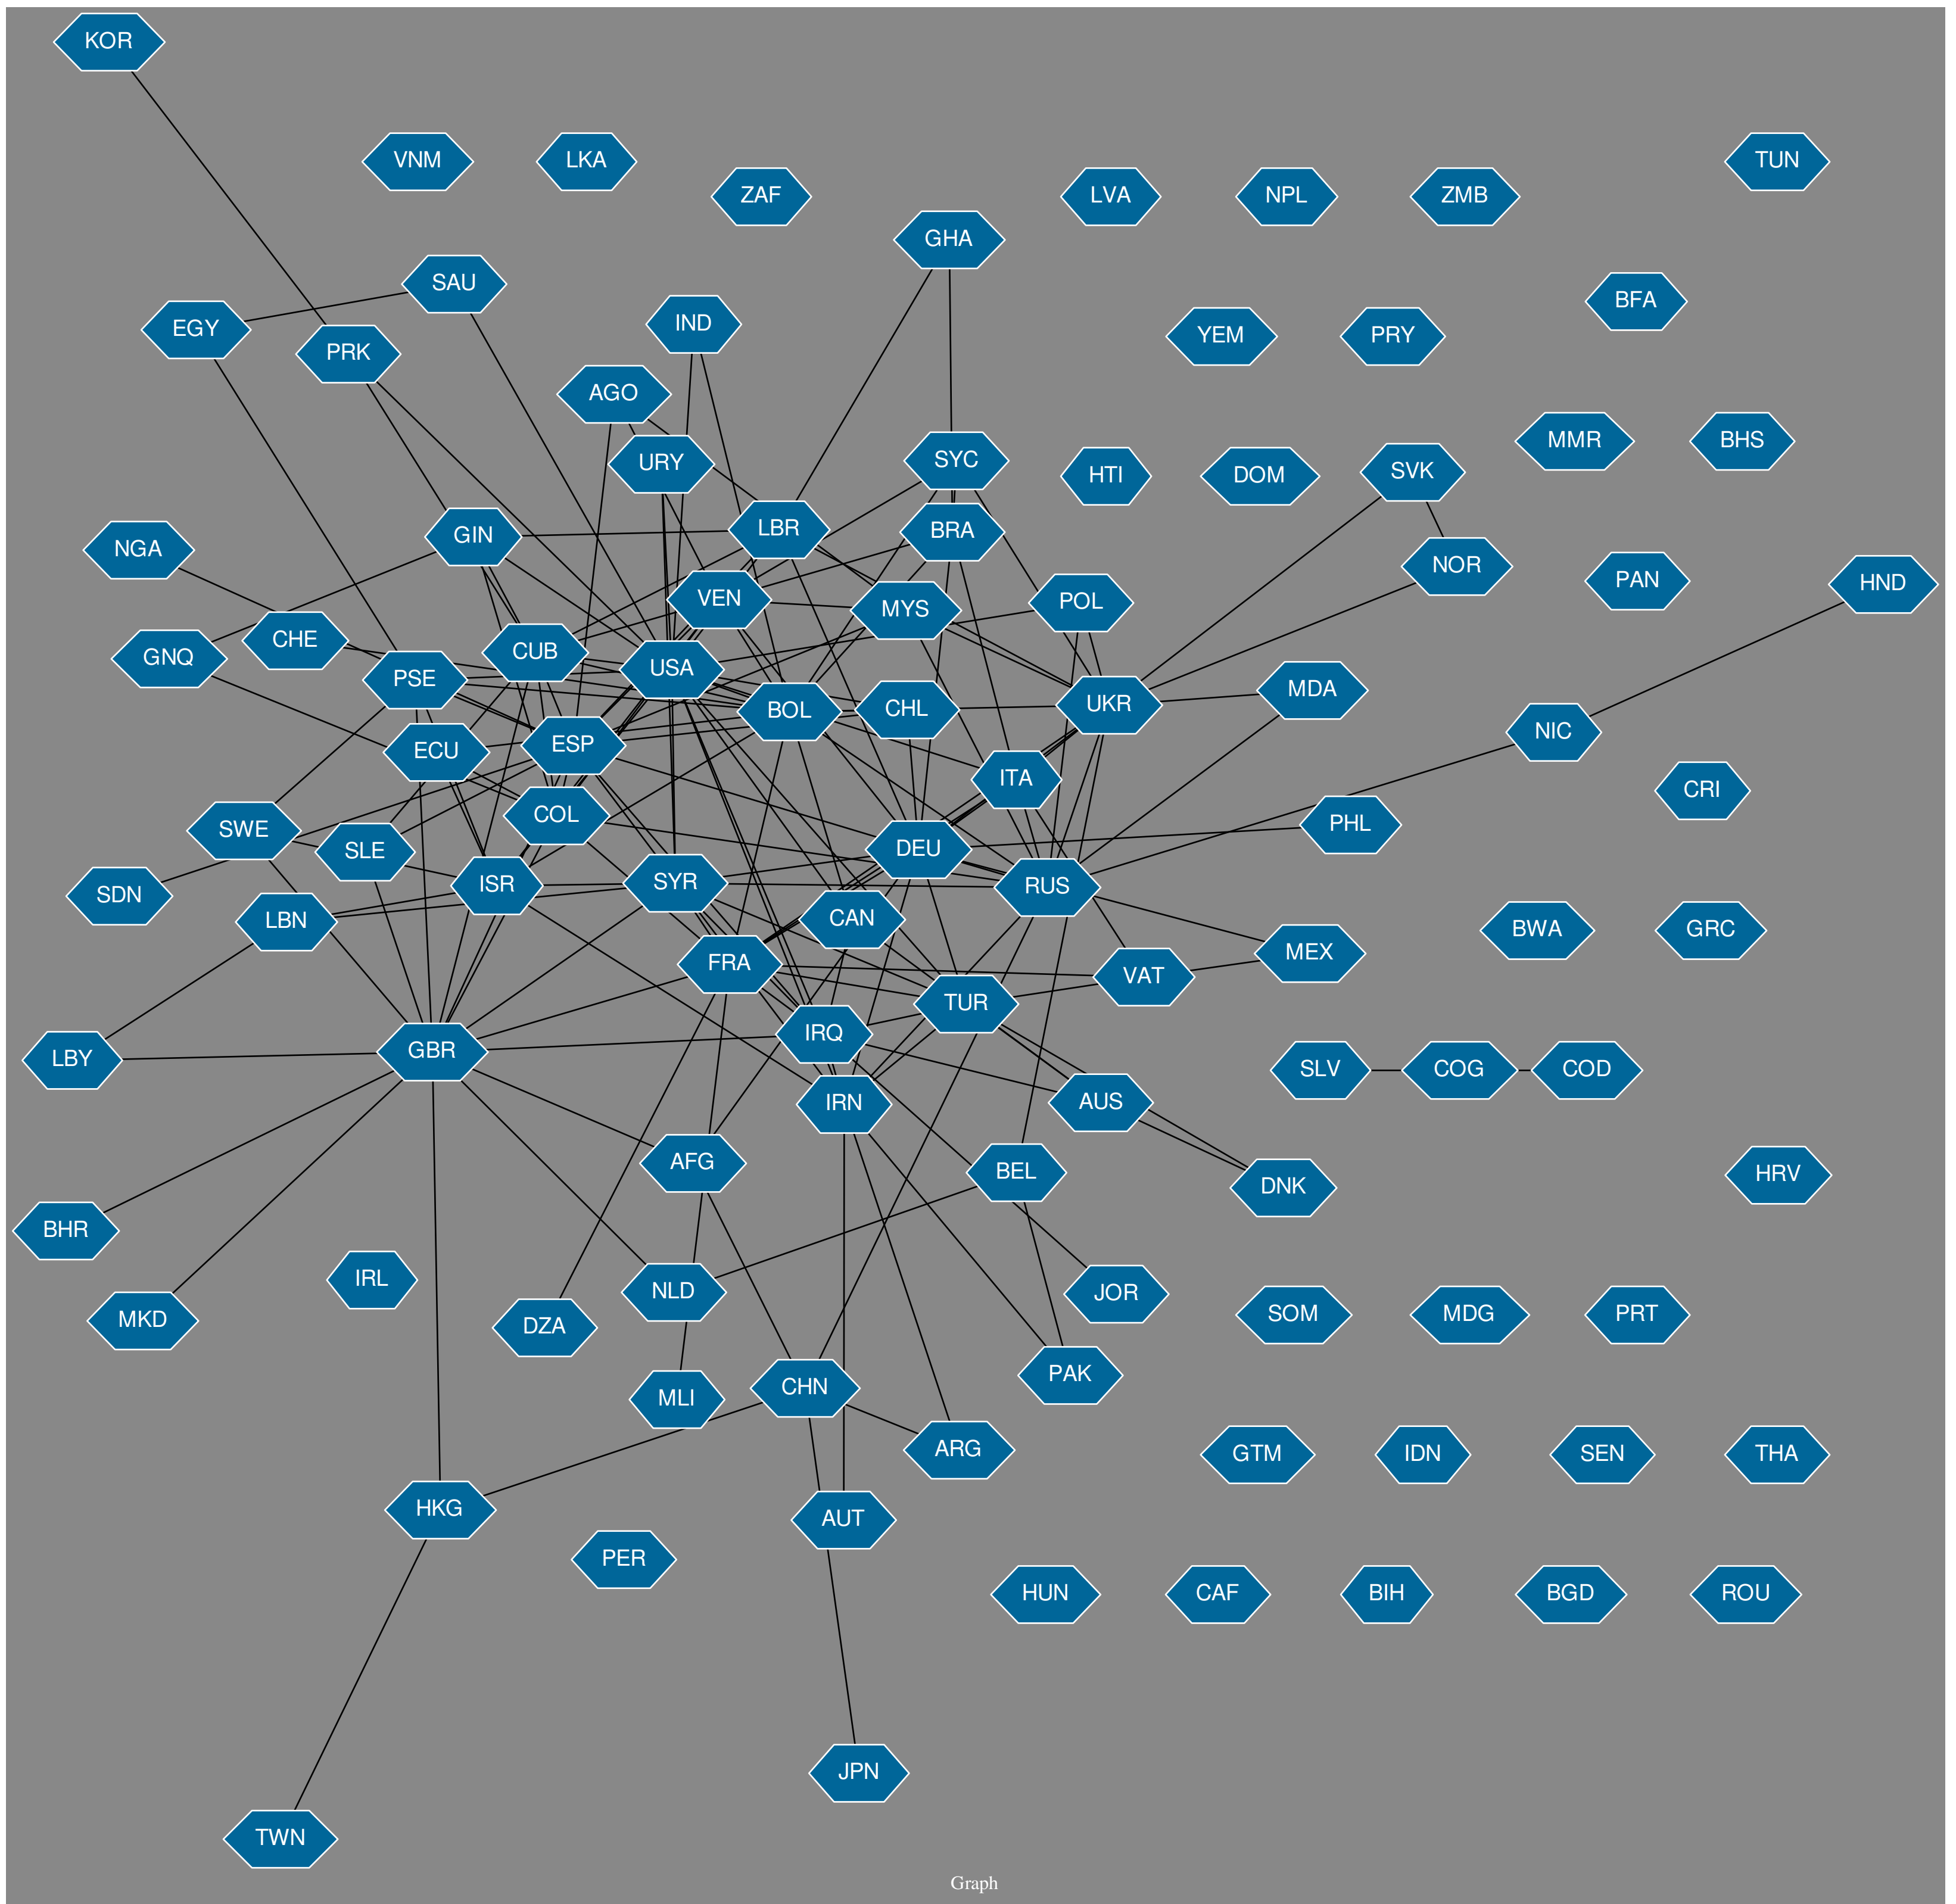 KOR
VNM
LKA
TUN
ZAF
LVA
NPL
ZMB
GHA
SAU
BFA
IND
EGY
YEM
PRY
PRK
AGO
MMR
BHS
SYC
URY
SVK
HTI
DOM
LBR
BRA
GIN
NGA
NOR
PAN
HND
VEN
POL
MYS
CHE
CUB
GNQ
USA
PSE
MDA
UKR
CHL
BOL
NIC
ESP
ECU
ITA
CRI
COL
PHL
SWE
DEU
SLE
SYR
ISR
RUS
SDN
CAN
LBN
BWA
GRC
MEX
FRA
VAT
TUR
IRQ
GBR
LBY
SLV
COG
COD
AUS
IRN
AFG
BEL
HRV
DNK
BHR
IRL
NLD
JOR
SOM
MDG
PRT
MKD
DZA
PAK
CHN
MLI
ARG
GTM
IDN
SEN
THA
HKG
AUT
PER
HUN
CAF
BIH
BGD
ROU
JPN
TWN
Graph